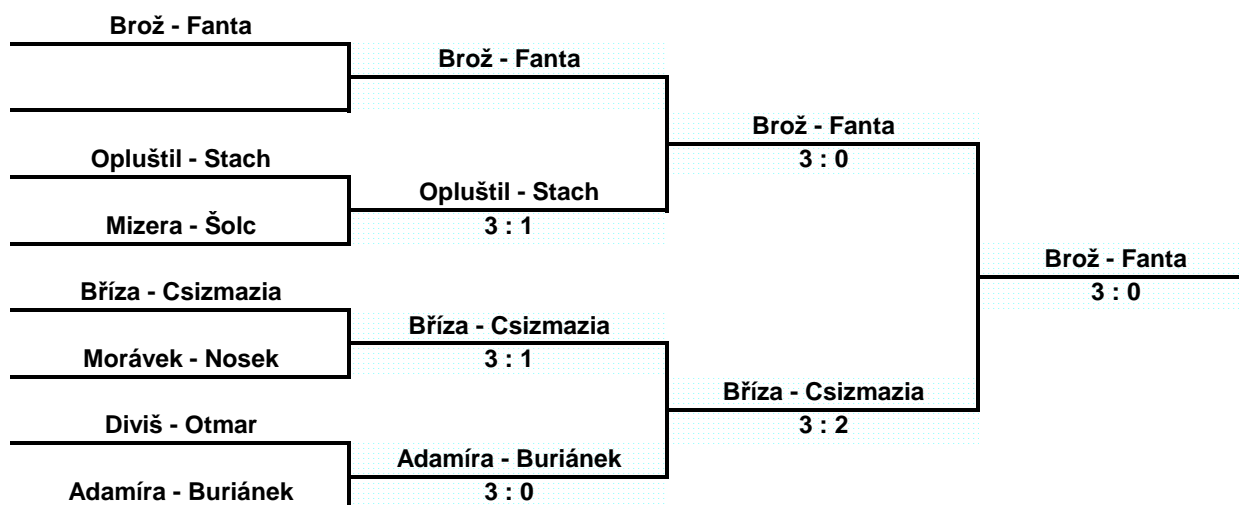 Brož - Fanta
Brož - Fanta
Brož - Fanta
3 : 0
Opluštil - Stach
Opluštil - Stach
3 : 1
Mizera - Šolc
Brož - Fanta
3 : 0
Bříza - Csizmazia
Bříza - Csizmazia
3 : 1
Morávek - Nosek
Bříza - Csizmazia
3 : 2
Diviš - Otmar
Adamíra - Buriánek
3 : 0
Adamíra - Buriánek